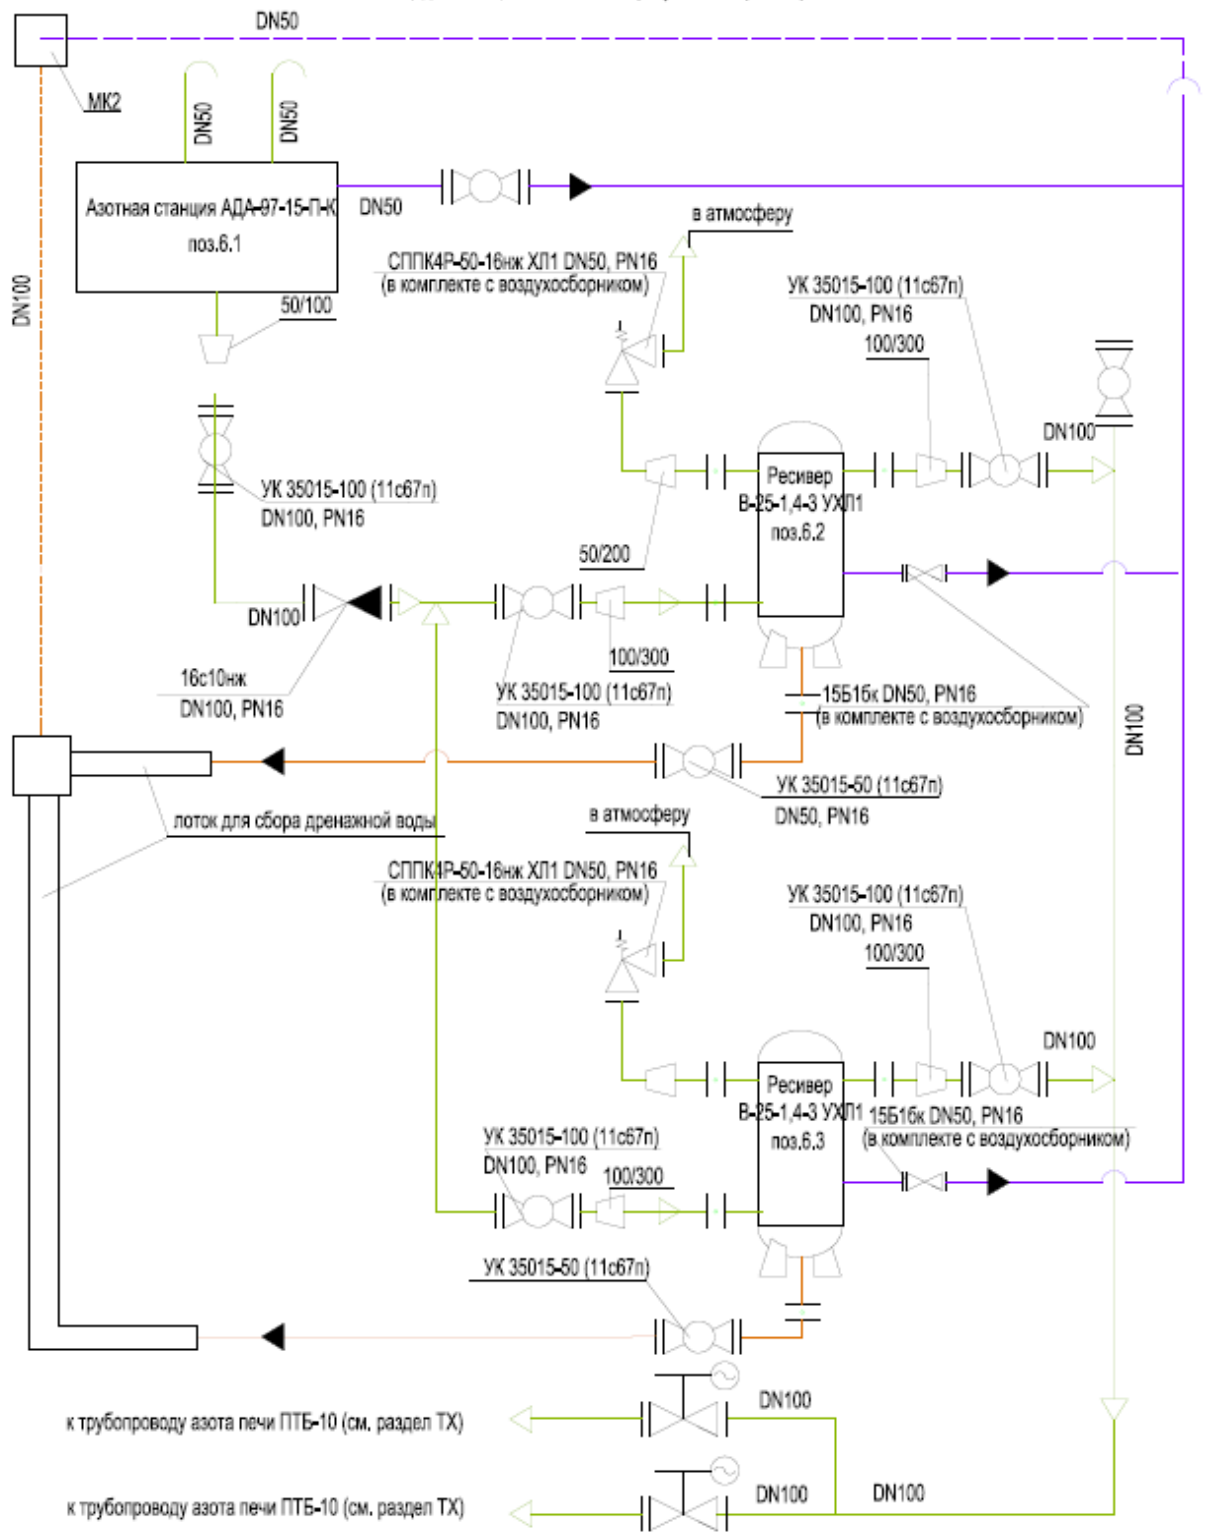 DN50
МК2
DN50
DN50
Азотная станция АДА-97-15-П-К
поз.6.1
DN50
DN100
50/100
в атмосферу
СППК4Р-50-16нж ХЛ1 DN50, PN16
(в комплекте с воздухосборником)
УК 35015-100 (11с67п)
DN100, PN16
100/300
DN100
УК 35015-100 (11с67п)
DN100, PN16
Ресивер
В-25-1,4-3 УХЛ1
поз.6.2
50/200
DN100
100/300
16с10нж
DN100, PN16
УК 35015-100 (11с67п)
DN100, PN16
15Б1бк DN50, PN16
(в комплекте с воздухосборником)
DN100
УК 35015-50 (11с67п)
DN50, PN16
лоток для сбора дренажной воды
в атмосферу
СППК4Р-50-16нж ХЛ1 DN50, PN16
(в комплекте с воздухосборником)
УК 35015-100 (11с67п)
DN100, PN16
100/300
DN100
Ресивер
В-25-1,4-3 УХЛ1
поз.6.3
15Б1бк DN50, PN16
(в комплекте с воздухосборником)
УК 35015-100 (11с67п)
DN100, PN16
100/300
УК 35015-50 (11с67п)
DN100
к трубопроводу азота печи ПТБ-10 (см. раздел ТХ)
DN100
DN100
к трубопроводу азота печи ПТБ-10 (см. раздел ТХ)